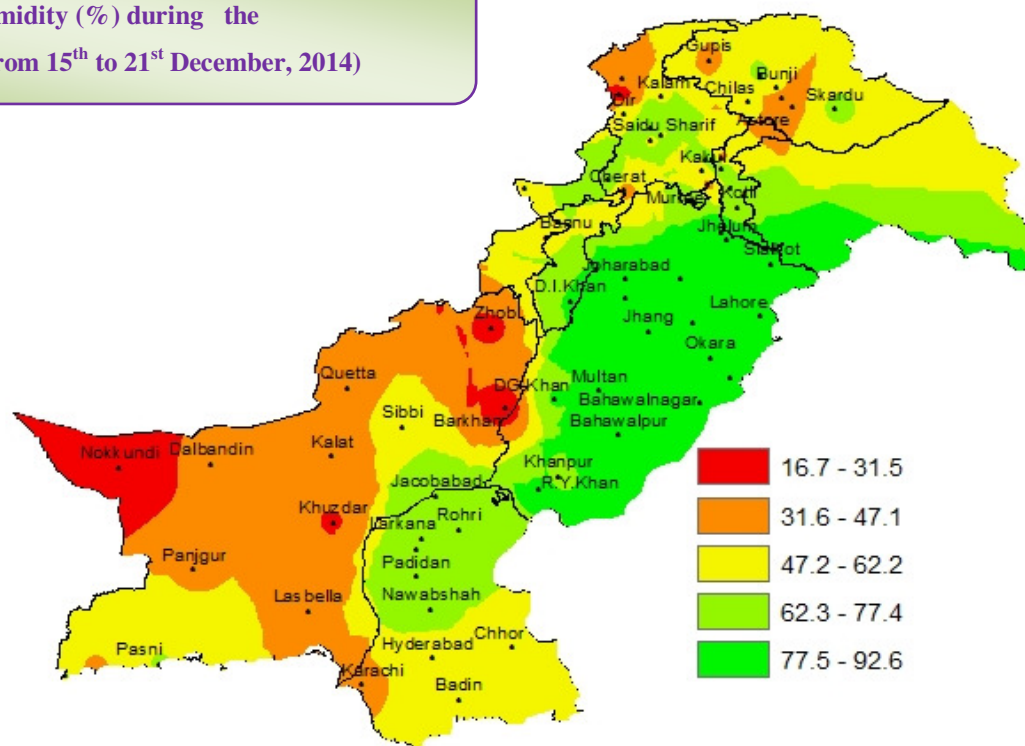 midity (%) during the
rom 15th to 21st December, 2014)
Gupis
Bunji
Kalam
Chilas
Skardu
Dir
Astore
Saidu Sharif
Kakul
Cherat
Kotli
Bannu
Jhelum
Sialkot
Joharabad
D.I.Khan
Lahore
Zhob
Jhang
Okara
Quetta
DG Khan
Multan
Bahawalnagar
Sibbi
Barkhan
Bahawalpur
Kalat
Nokkundi
Dalbandin
Khanpur
R.Y.Khan
Jacobabad
Khuzdar
Larkana
Rohri
Panjgur
Padidan
Lasbella
Nawabshah
Pasni
Hyderabad
Chhor
Karachi
Badin
16.7 - 31.5
31.6 - 47.1
47.2 - 62.2
62.3 - 77.4
77.5 - 92.6